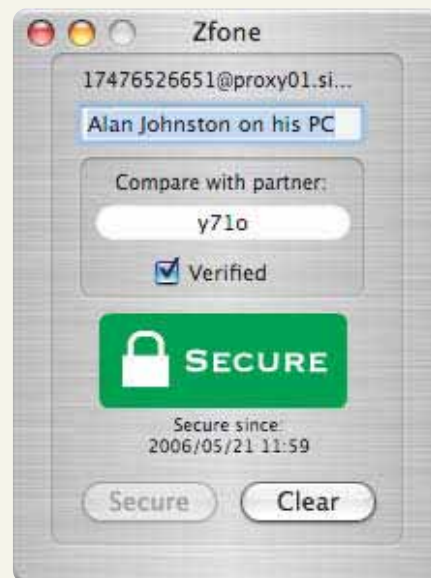 Zfone
17476526651@proxy01.si...
Alan Johnston on his PC
Compare with partner:
y71o
Verified
SECURE
Secure since:
2006/05/21 11:59
Secure
Clear